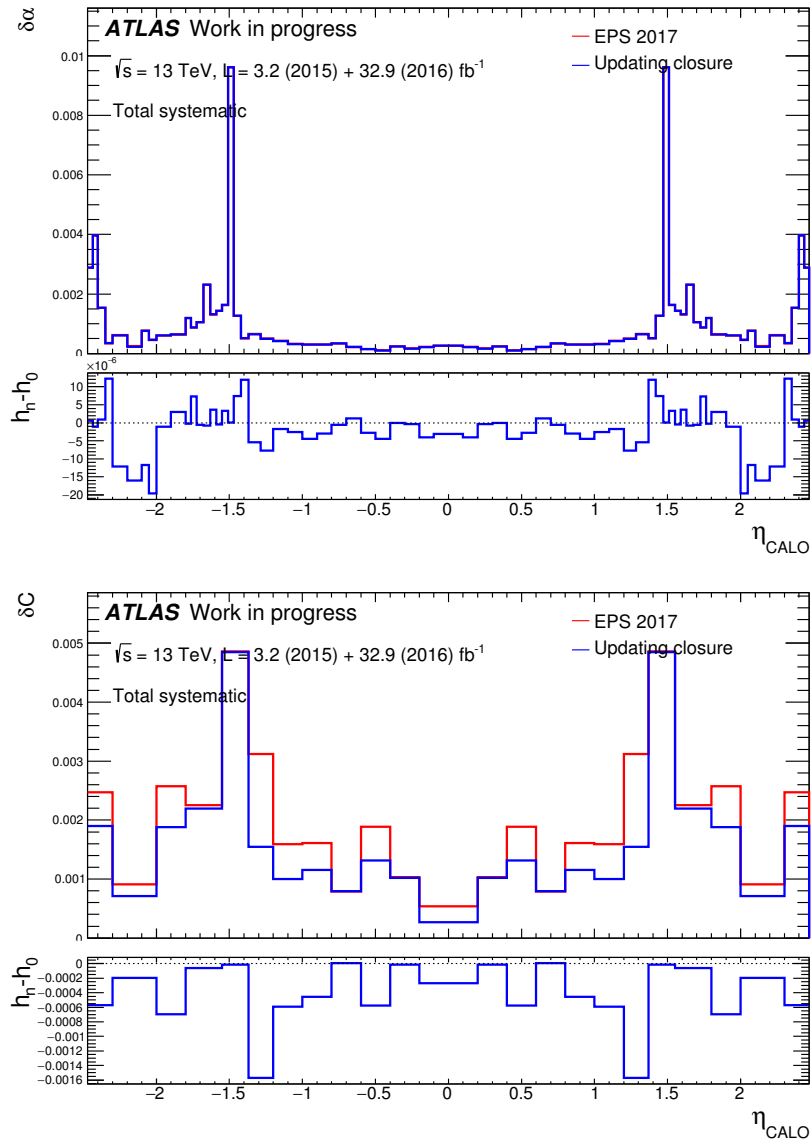 δα
ATLAS Work in progress
√s = 13 TeV, L = 3.2 (2015) + 32.9 (2016) fb⁻¹
Total systematic
EPS 2017
Updating closure
0.01
0.008
0.006
0.004
0.002
0
×10⁻⁶
hₙ-h₀
10
5
0
−5
−10
−15
−20
−2 −1.5 −1 −0.5 0 0.5 1 1.5 2
η_CALO
δC
ATLAS Work in progress
√s = 13 TeV, L = 3.2 (2015) + 32.9 (2016) fb⁻¹
Total systematic
EPS 2017
Updating closure
0.005
0.004
0.003
0.002
0.001
0
hₙ-h₀
0
−0.0002
−0.0004
−0.0006
−0.0008
−0.001
−0.0012
−0.0014
−0.0016
−2 −1.5 −1 −0.5 0 0.5 1 1.5 2
η_CALO